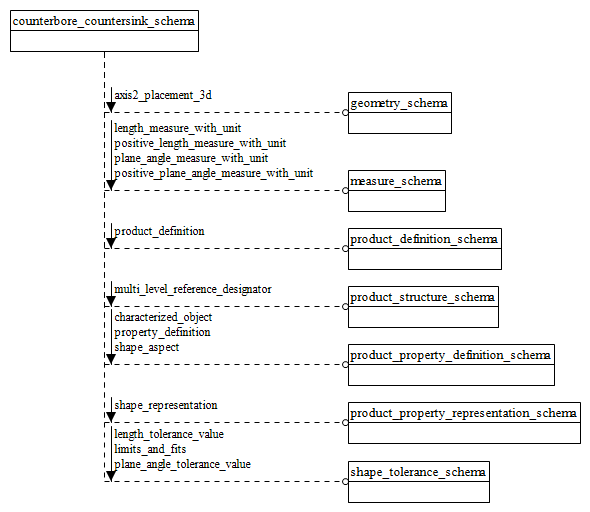 counterbore_countersink_schema
axis2_placement_3d
geometry_schema
length_measure_with_unit
positive_length_measure_with_unit
plane_angle_measure_with_unit
positive_plane_angle_measure_with_unit
measure_schema
product_definition
product_definition_schema
multi_level_reference_designator
product_structure_schema
characterized_object
property_definition
shape_aspect
product_property_definition_schema
shape_representation
product_property_representation_schema
length_tolerance_value
limits_and_fits
plane_angle_tolerance_value
shape_tolerance_schema